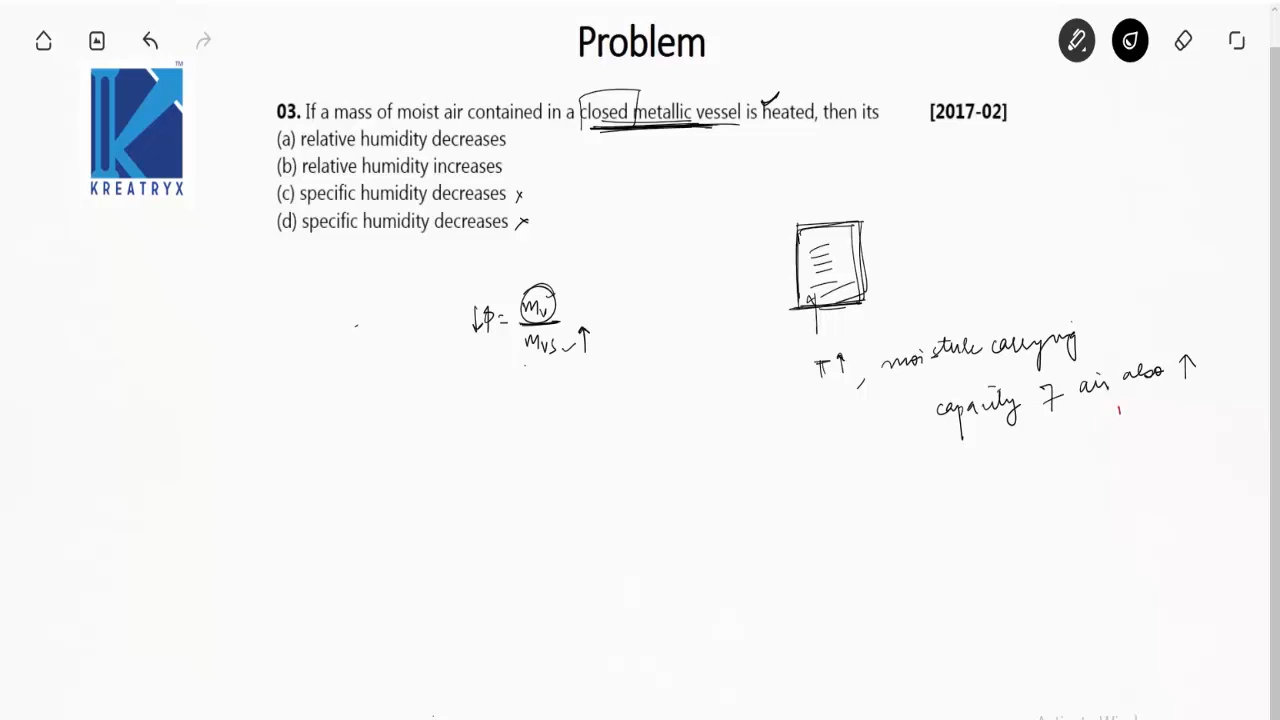 Problem
TM
KREATRYX
03. If a mass of moist air contained in a closed metallic vessel is heated, then its [2017-02]
(a) relative humidity decreases
(b) relative humidity increases
(c) specific humidity decreases x
(d) specific humidity decreases x
↓φ = mv
mvs ↑
T↑, moisture carrying
capacity of air also ↑